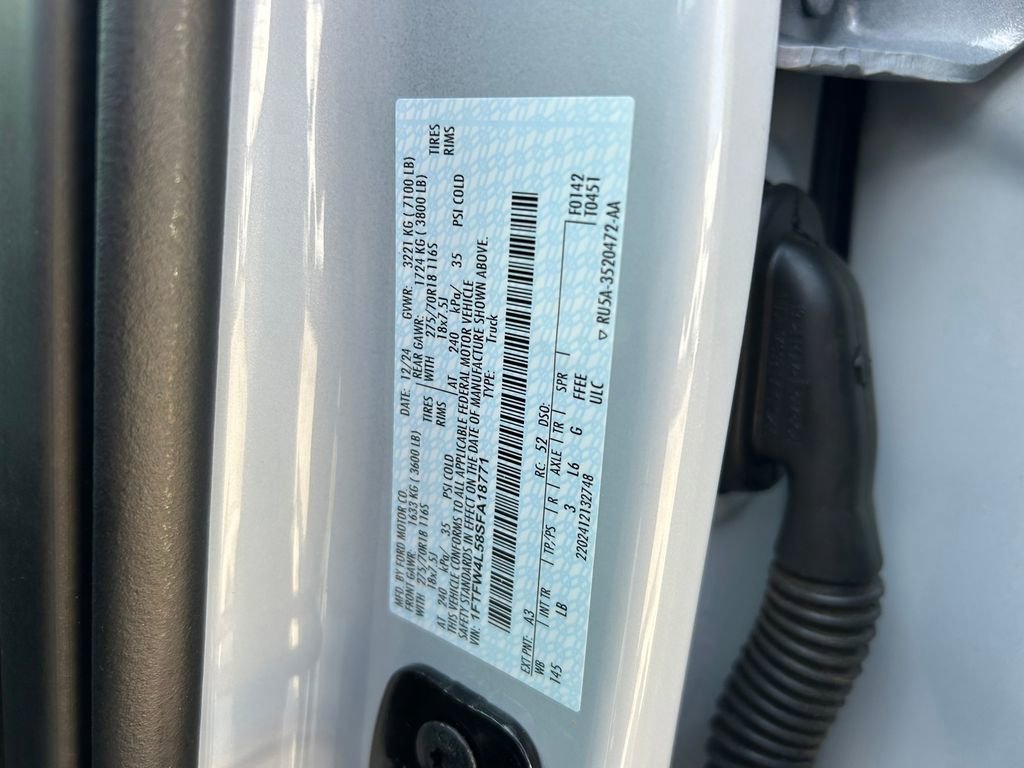 MFD. BY FORD MOTOR CO. DATE: 12/24 GVWR: 3221 KG ( 7100 LB)
FRONT GAWR: 1633 KG ( 3600 LB) REAR GAWR: 1724 KG ( 3800 LB)
WITH 275/70R18 116S TIRES WITH 275/70R18 116S TIRES
18x7.5J RIMS 18x7.5J RIMS
AT 240 kPa/ 35 PSI COLD AT 240 kPa/ 35 PSI COLD
THIS VEHICLE CONFORMS TO ALL APPLICABLE FEDERAL MOTOR VEHICLE
SAFETY STANDARDS IN EFFECT ON THE DATE OF MANUFACTURE SHOWN ABOVE.
VIN: 1FTFW4L58SFA18771 TYPE: Truck
EXT PNT: A3 RC: 52 DSO: F0142
WB | INT TR | TP/PS | R | AXLE | TR | SPR | T0451
145 LB 3 L6 G FFEE
2202412132748 ULC
▽ RU5A-3520472-AA